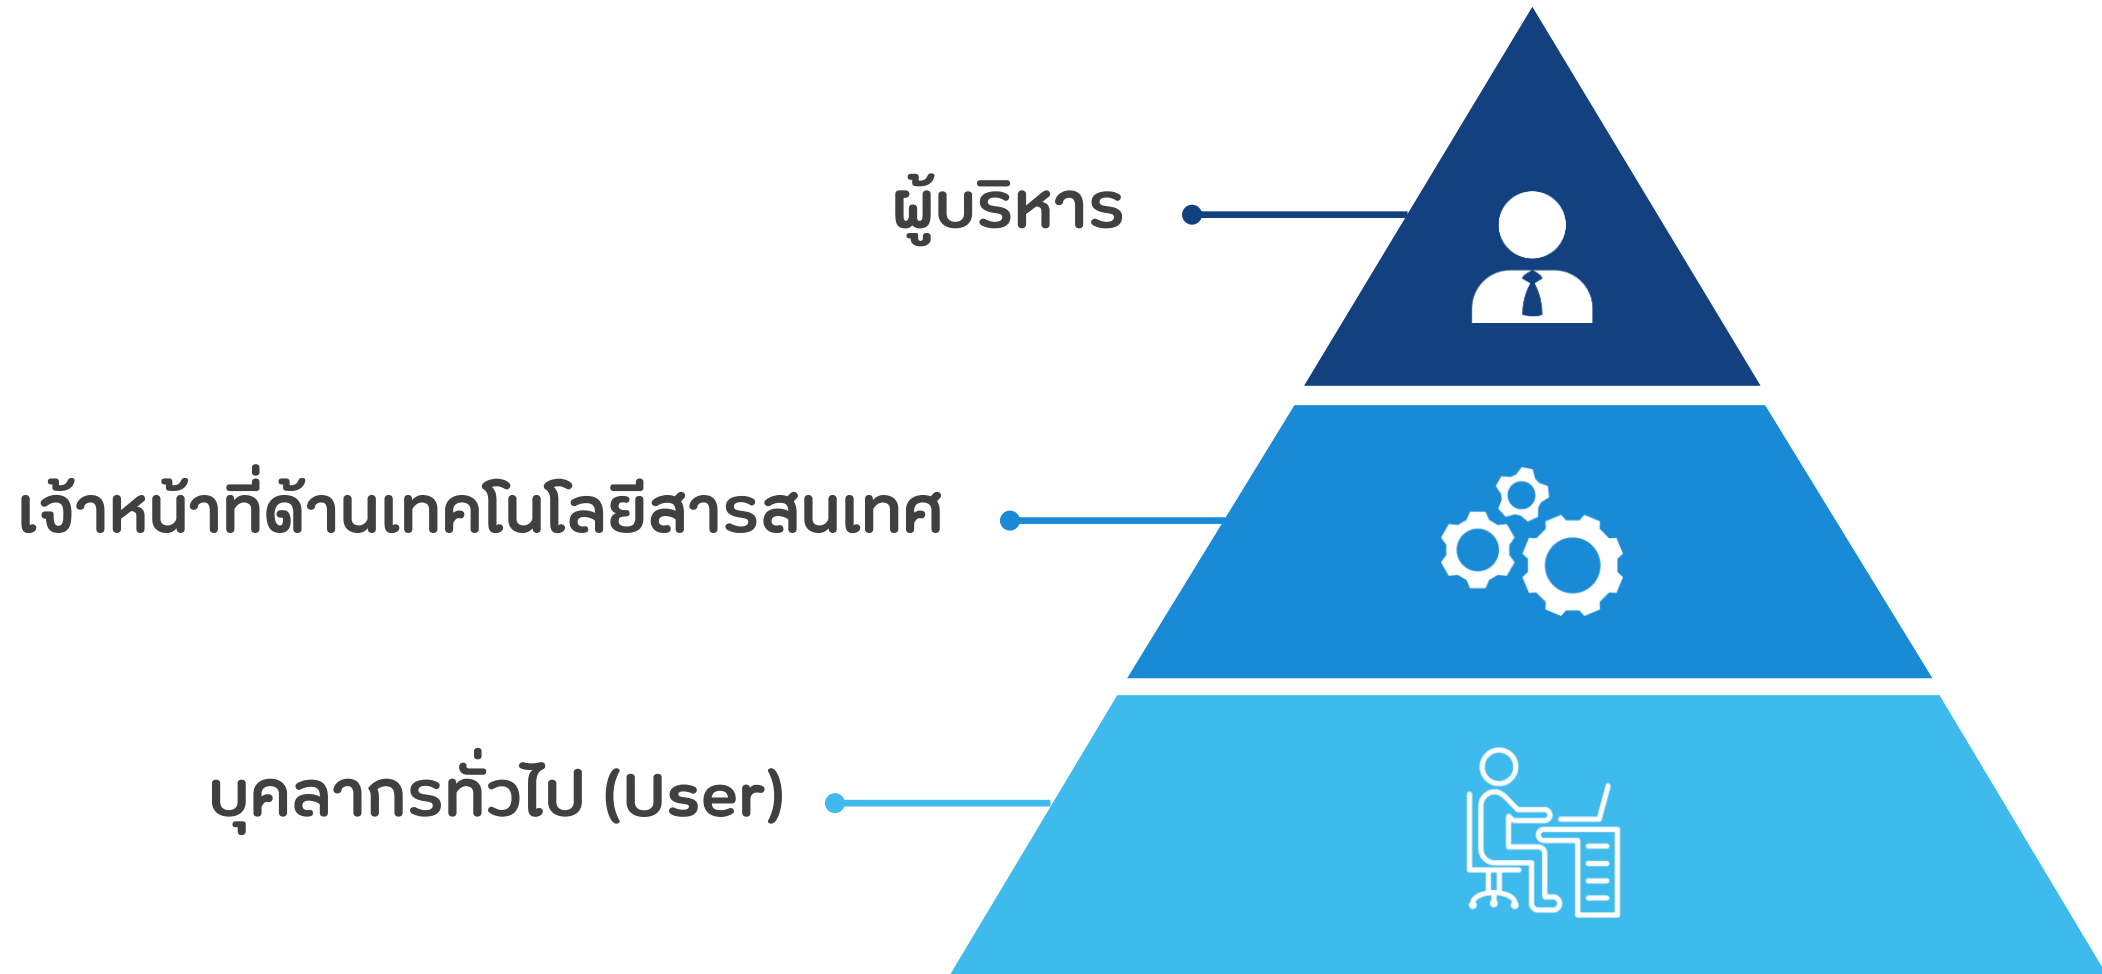 ผู้บริหาร
เจ้าหน้าที่ด้านเทคโนโลยีสารสนเทศ
บุคลากรทั่วไป (User)